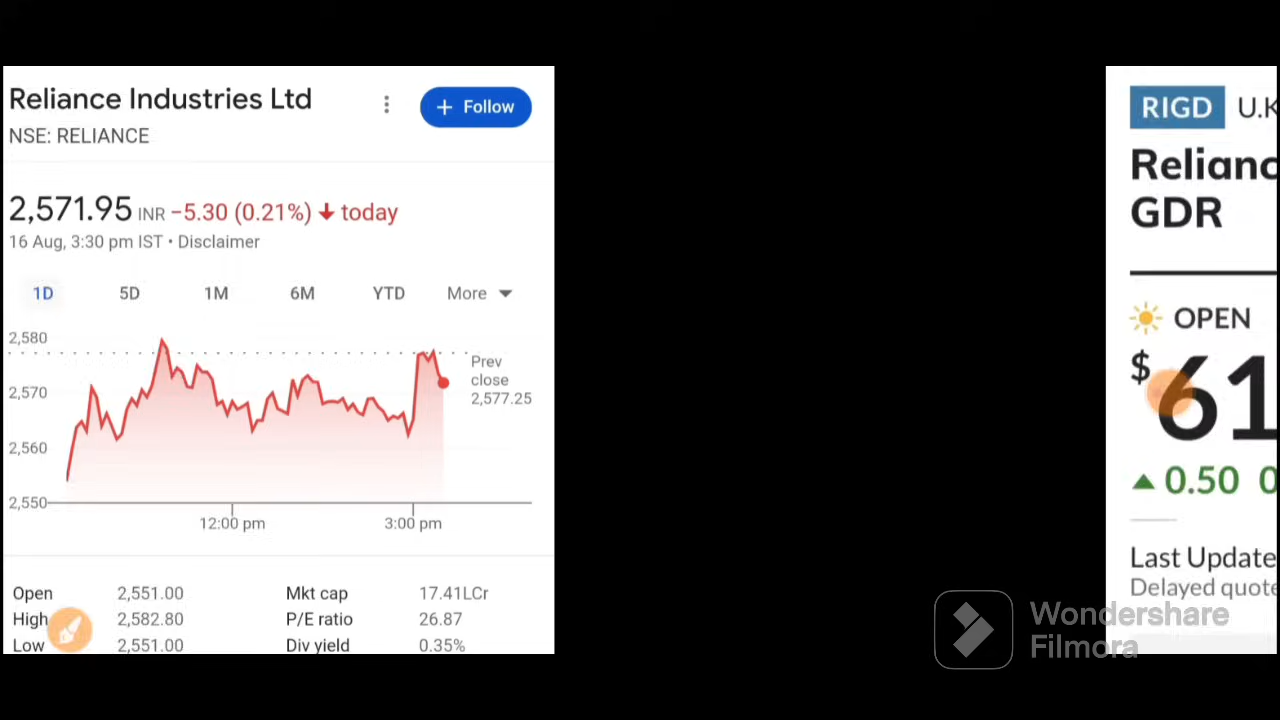 Reliance Industries Ltd
+ Follow
NSE: RELIANCE
2,571.95 INR −5.30 (0.21%) today
16 Aug, 3:30 pm IST • Disclaimer
1D 5D 1M 6M YTD More
2,580
2,570
2,560
2,550
Prev
close
2,577.25
12:00 pm 3:00 pm
Open 2,551.00 Mkt cap 17.41LCr
High 2,582.80 P/E ratio 26.87
Low 2,551.00 Div yield 0.35%
RIGD U.K
Relianc
GDR
OPEN
$61
0.50 0
Last Update
Delayed quote
Wondershare
Filmora